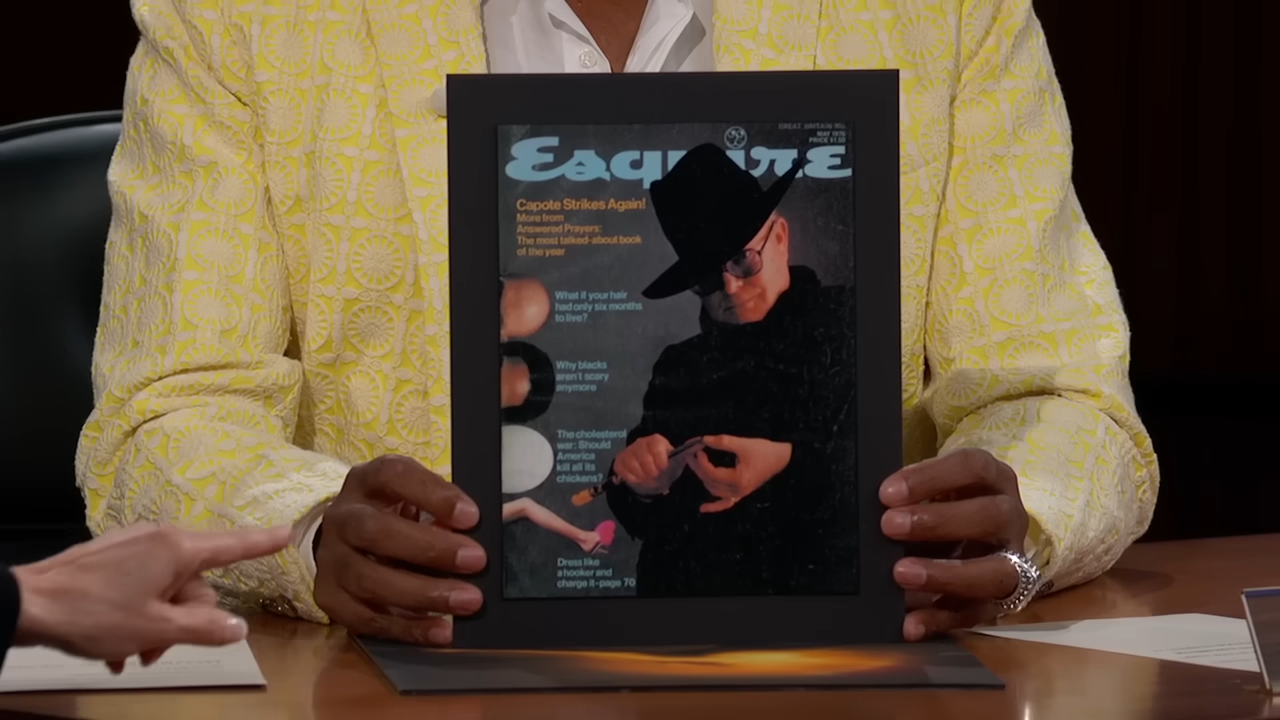 GREAT BRITAIN
MAY 1976
PRICE $1.50
Esquire
Capote Strikes Again!
More from
Answered Prayers:
The most talked-about book
of the year
What if your hair
had only six months
to live?
Why blacks
aren't scary
anymore
The cholesterol
war: Should
America
kill all its
chickens?
Dress like
a hooker and
charge it-page 70